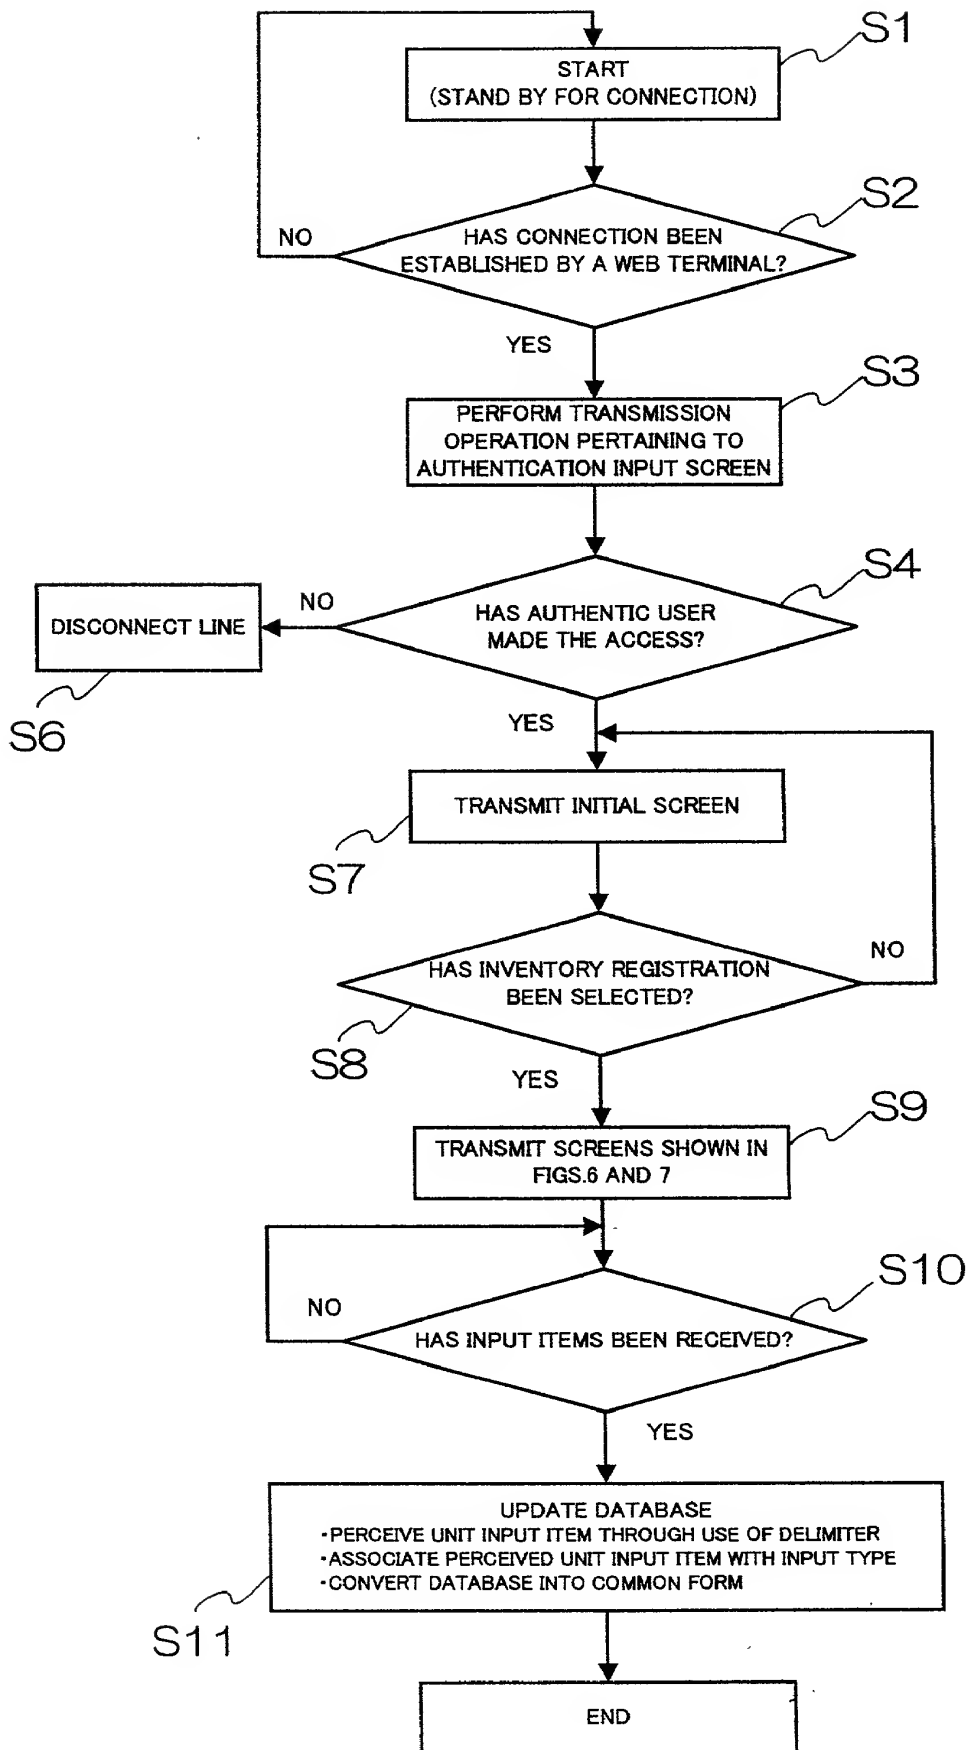 S1
START
(STAND BY FOR CONNECTION)
S2
NO
HAS CONNECTION BEEN
ESTABLISHED BY A WEB TERMINAL?
YES
S3
PERFORM TRANSMISSION
OPERATION PERTAINING TO
AUTHENTICATION INPUT SCREEN
S4
NO
DISCONNECT LINE
HAS AUTHENTIC USER
MADE THE ACCESS?
S6
YES
TRANSMIT INITIAL SCREEN
S7
NO
HAS INVENTORY REGISTRATION
BEEN SELECTED?
S8
YES
S9
TRANSMIT SCREENS SHOWN IN
FIGS.6 AND 7
S10
NO
HAS INPUT ITEMS BEEN RECEIVED?
YES
UPDATE DATABASE
・PERCEIVE UNIT INPUT ITEM THROUGH USE OF DELIMITER
・ASSOCIATE PERCEIVED UNIT INPUT ITEM WITH INPUT TYPE
・CONVERT DATABASE INTO COMMON FORM
S11
END